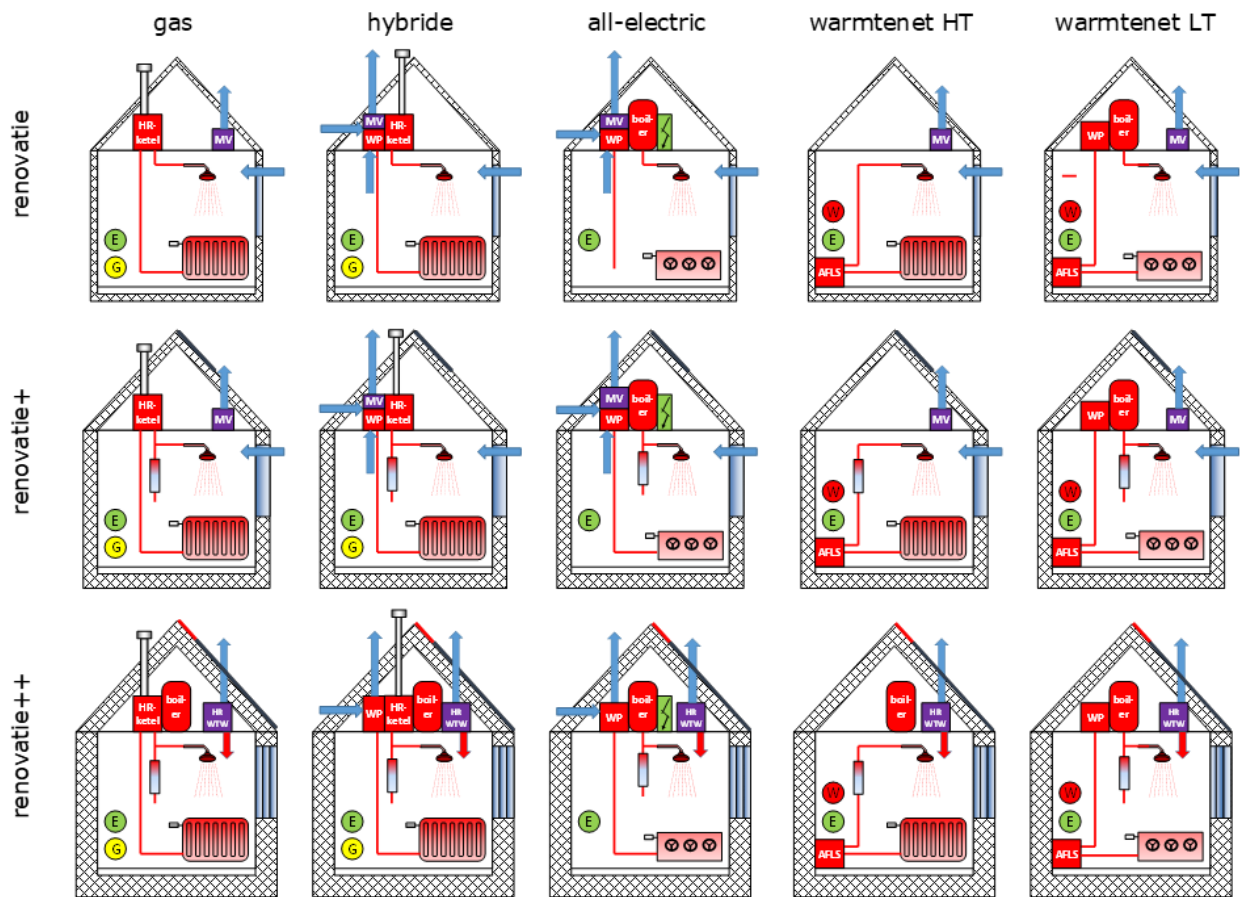 gas hybride all-electric warmtenet HT warmtenet LT
renovatie
HR-
ketel
MV
E
G
MV
WP
HR-
ketel
E
G
MV
WP
boil-
er
E
MV
W
E
AFLS
WP
boil-
er
MV
W
E
AFLS
renovatie+
HR-
ketel
MV
E
G
MV
WP
HR-
ketel
E
G
MV
WP
boil-
er
E
MV
W
E
AFLS
WP
boil-
er
MV
W
E
AFLS
renovatie++
HR-
ketel
boil-
er
HR
WTW
E
G
WP
HR-
ketel
boil-
er
HR
WTW
E
G
WP
boil-
er
HR
WTW
E
boil-
er
HR
WTW
W
E
AFLS
WP
boil-
er
HR
WTW
W
E
AFLS